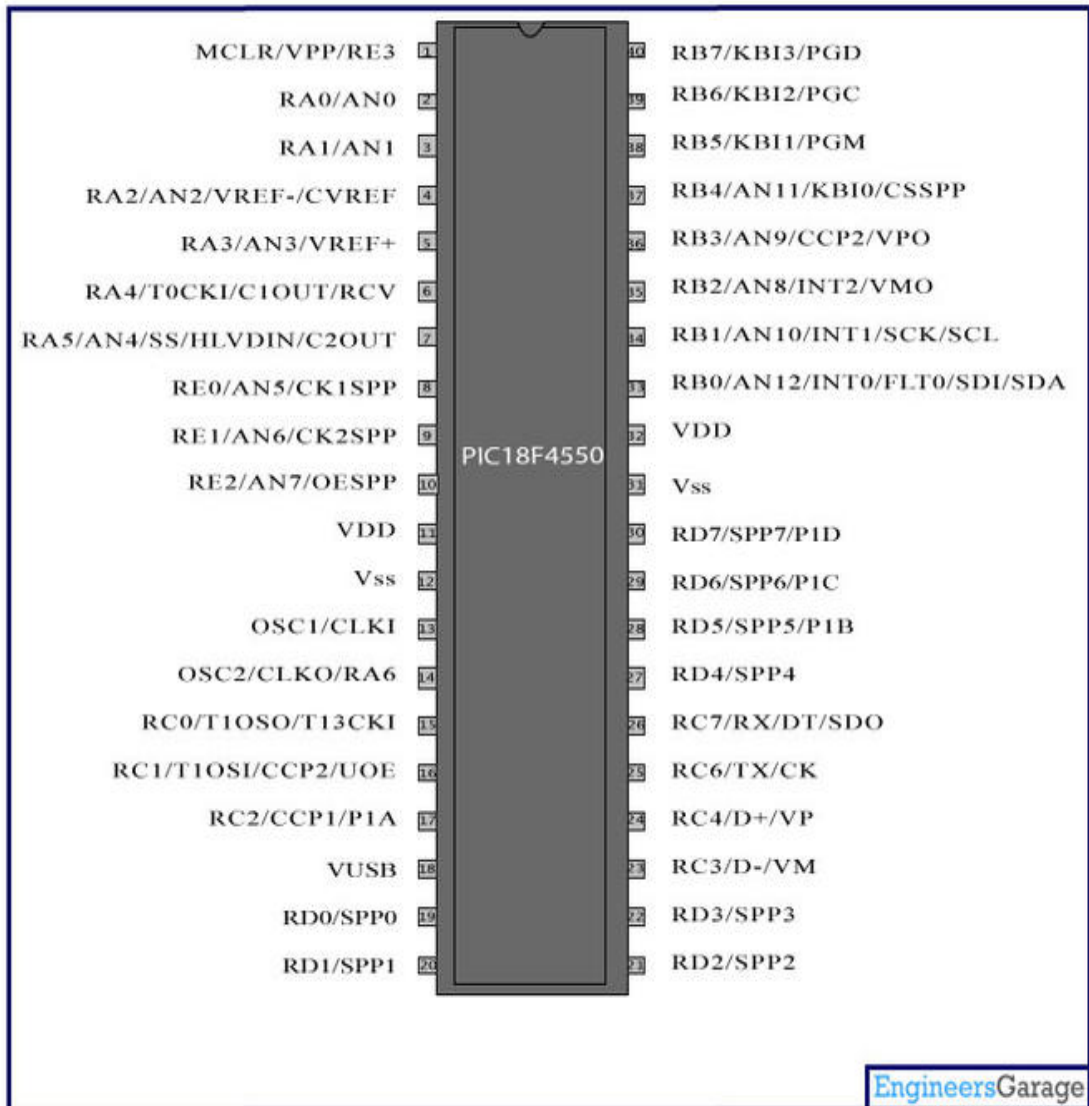 MCLR/VPP/RE3 1
RA0/AN0 2
RA1/AN1 3
RA2/AN2/VREF-/CVREF 4
RA3/AN3/VREF+ 5
RA4/T0CKI/C1OUT/RCV 6
RA5/AN4/SS/HLVDIN/C2OUT 7
RE0/AN5/CK1SPP 8
RE1/AN6/CK2SPP 9
RE2/AN7/OESPP 10
VDD 11
Vss 12
OSC1/CLKI 13
OSC2/CLKO/RA6 14
RC0/T1OSO/T13CKI 15
RC1/T1OSI/CCP2/UOE 16
RC2/CCP1/P1A 17
VUSB 18
RD0/SPP0 19
RD1/SPP1 20
PIC18F4550
40 RB7/KBI3/PGD
39 RB6/KBI2/PGC
38 RB5/KBI1/PGM
37 RB4/AN11/KBI0/CSSPP
36 RB3/AN9/CCP2/VPO
35 RB2/AN8/INT2/VMO
34 RB1/AN10/INT1/SCK/SCL
33 RB0/AN12/INT0/FLT0/SDI/SDA
32 VDD
31 Vss
30 RD7/SPP7/P1D
29 RD6/SPP6/P1C
28 RD5/SPP5/P1B
27 RD4/SPP4
26 RC7/RX/DT/SDO
25 RC6/TX/CK
24 RC4/D+/VP
23 RC3/D-/VM
22 RD3/SPP3
21 RD2/SPP2
EngineersGarage